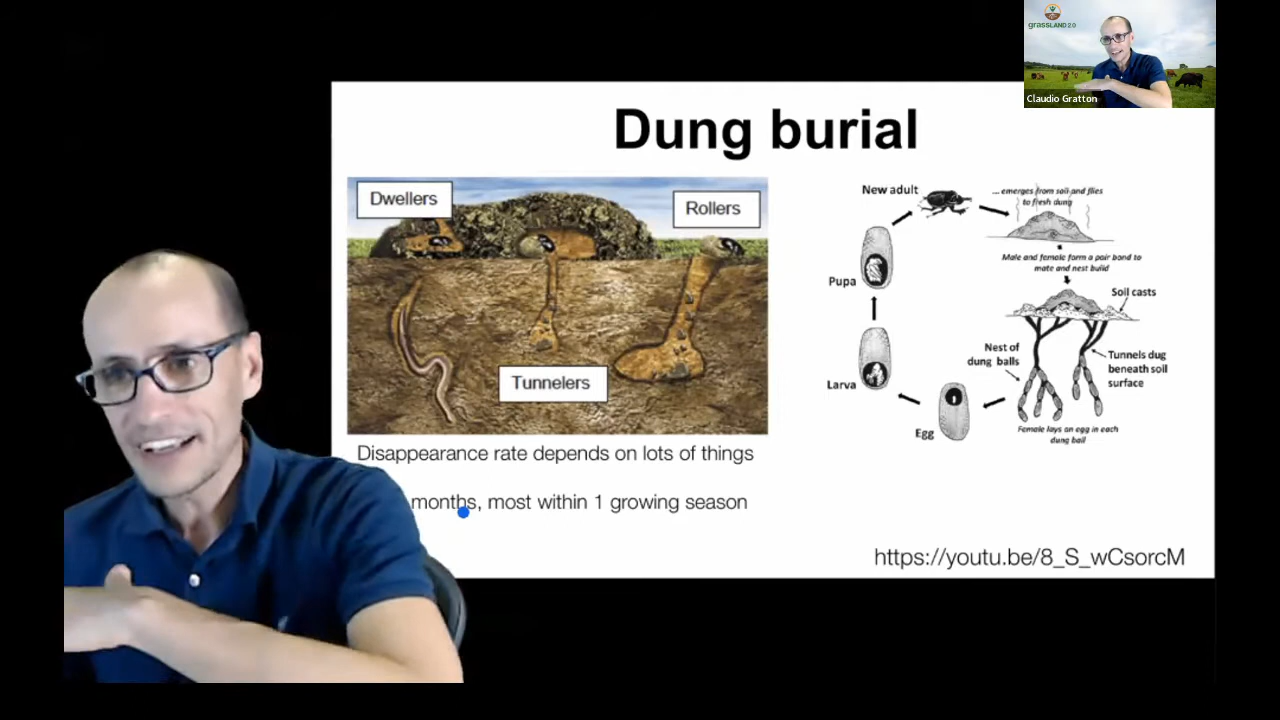 grassland 2.0
Claudio Gratton
Dung burial
Dwellers
Rollers
Tunnelers
New adult
... emerges from soil and flies
to fresh dung
Male and female form a pair bond to
mate and nest build
Soil casts
Pupa
Nest of
dung balls
Tunnels dug
beneath soil
surface
Larva
Egg
Female lays an egg in each
dung ball
Disappearance rate depends on lots of things
months, most within 1 growing season
https://youtu.be/8_S_wCsorcM